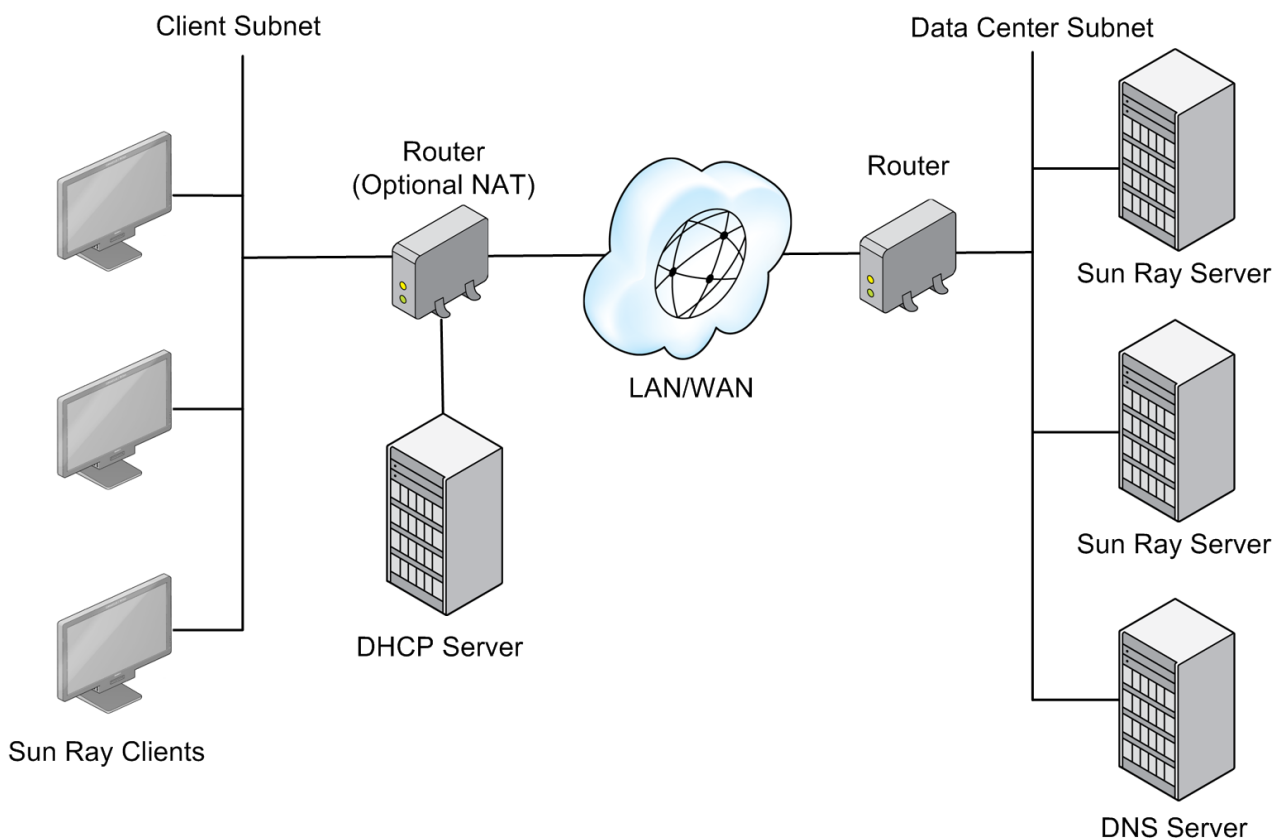 Client Subnet
Data Center Subnet
Router
(Optional NAT)
Router
Sun Ray Server
LAN/WAN
Sun Ray Server
DHCP Server
Sun Ray Clients
DNS Server